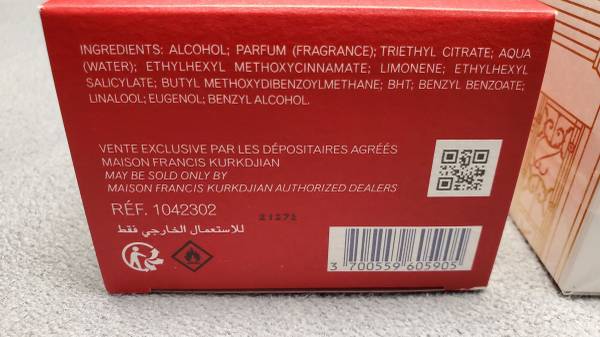 INGREDIENTS: ALCOHOL; PARFUM (FRAGRANCE); TRIETHYL CITRATE; AQUA
(WATER); ETHYLHEXYL METHOXYCINNAMATE; LIMONENE; ETHYLHEXYL
SALICYLATE; BUTYL METHOXYDIBENZOYLMETHANE; BHT; BENZYL BENZOATE;
LINALOOL; EUGENOL; BENZYL ALCOHOL.
VENTE EXCLUSIVE PAR LES DÉPOSITAIRES AGRÉÉS
MAISON FRANCIS KURKDJIAN
MAY BE SOLD ONLY BY
MAISON FRANCIS KURKDJIAN AUTHORIZED DEALERS
RÉF. 1042302
21271
للاستعمال الخارجي فقط
3 700559 605905